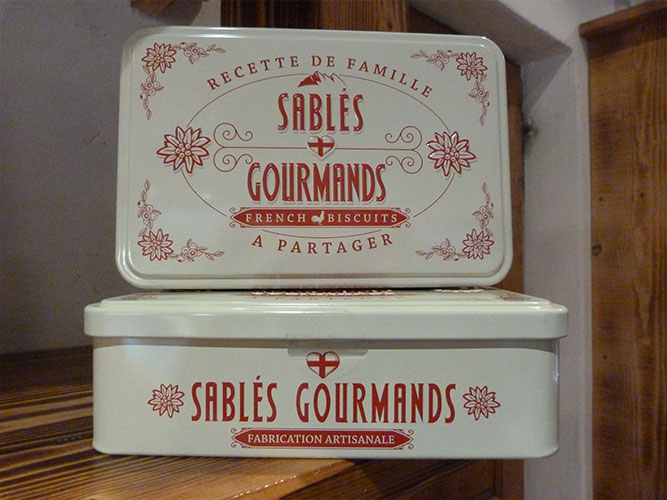 RECETTE DE FAMILLE
SABLÉS
GOURMANDS
FRENCH BISCUITS
A PARTAGER
SABLÉS GOURMANDS
FABRICATION ARTISANALE